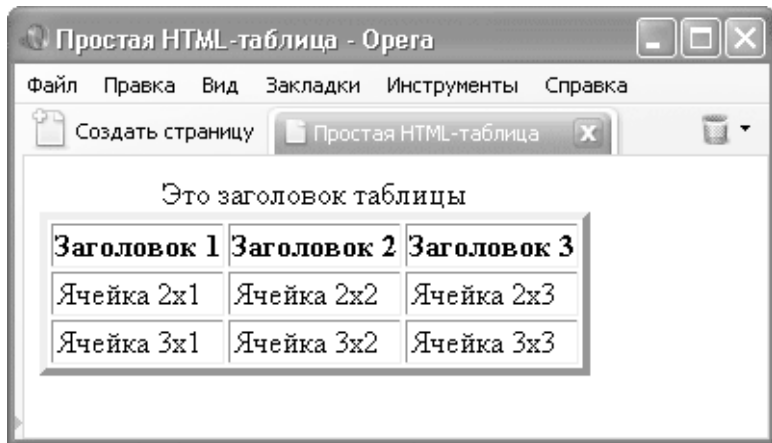 Простая HTML-таблица - Opera
Файл Правка Вид Закладки Инструменты Справка
Создать страницу Простая HTML-таблица
Это заголовок таблицы
Заголовок 1 Заголовок 2 Заголовок 3
Ячейка 2x1 Ячейка 2x2 Ячейка 2x3
Ячейка 3x1 Ячейка 3x2 Ячейка 3x3